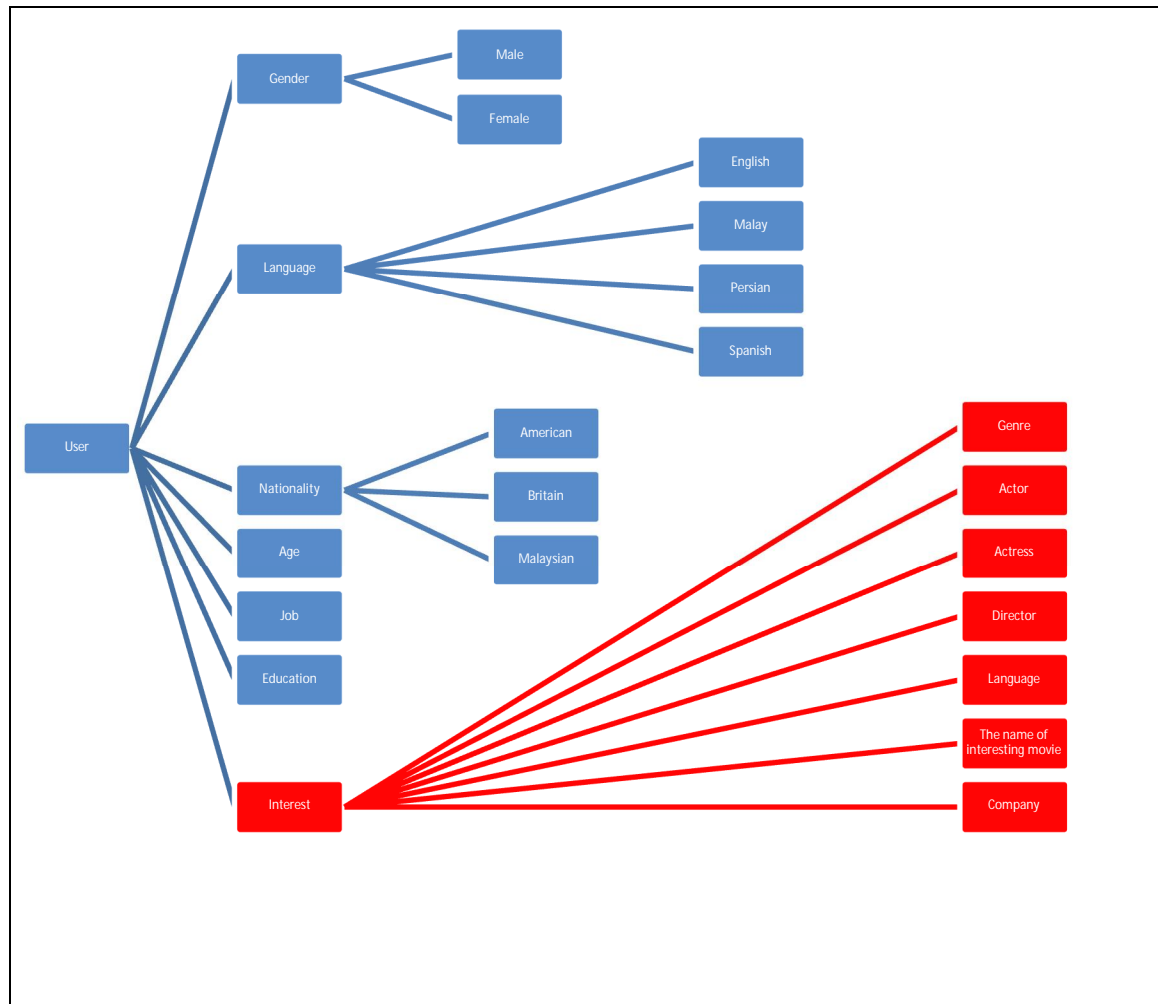 User
Gender
Male
Female
Language
English
Malay
Persian
Spanish
Nationality
American
Britain
Malaysian
Age
Job
Education
Interest
Genre
Actor
Actress
Director
Language
The name of
interesting movie
Company